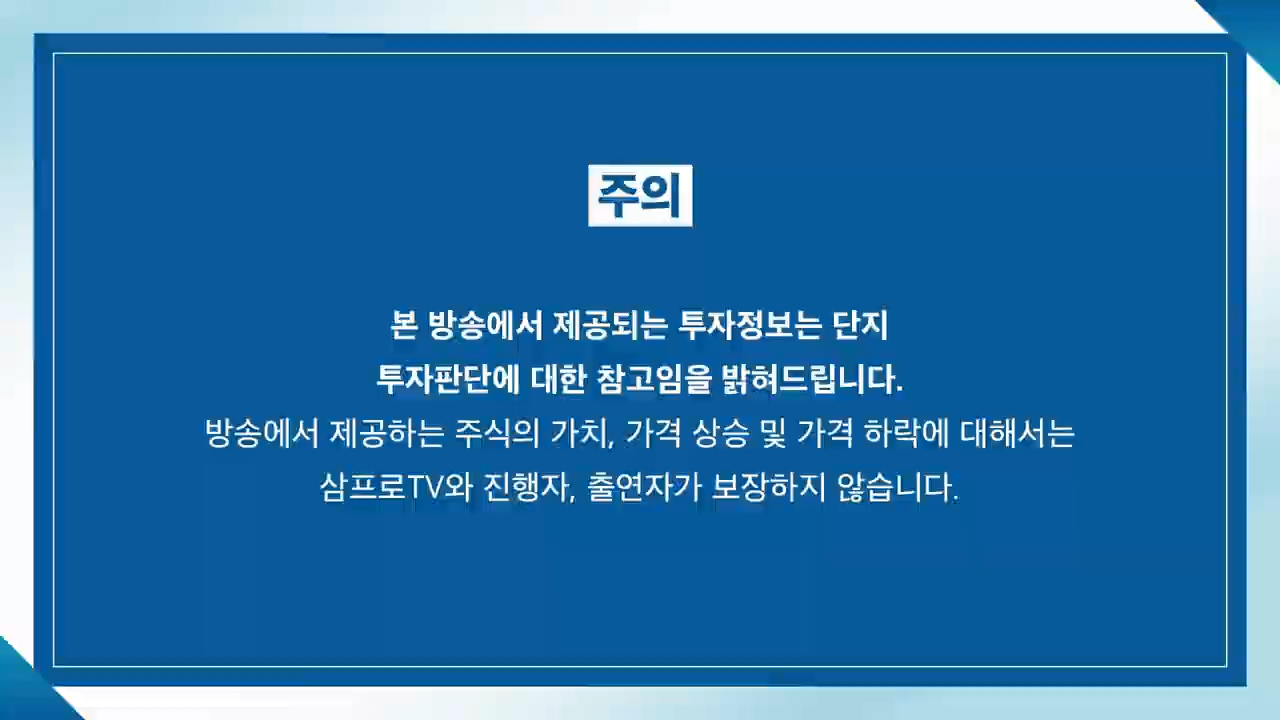 주의
본 방송에서 제공되는 투자정보는 단지
투자판단에 대한 참고임을 밝혀드립니다.
방송에서 제공하는 주식의 가치, 가격 상승 및 가격 하락에 대해서는
삼프로TV와 진행자, 출연자가 보장하지 않습니다.